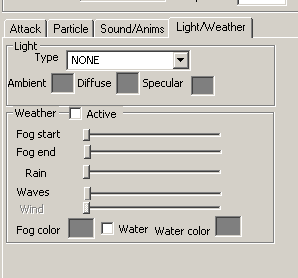 Attack Particle Sound/Anims Light/Weather
Light
Type NONE
Ambient Diffuse Specular
Weather Active
Fog start
Fog end
Rain
Waves
Wind
Fog color Water Water color